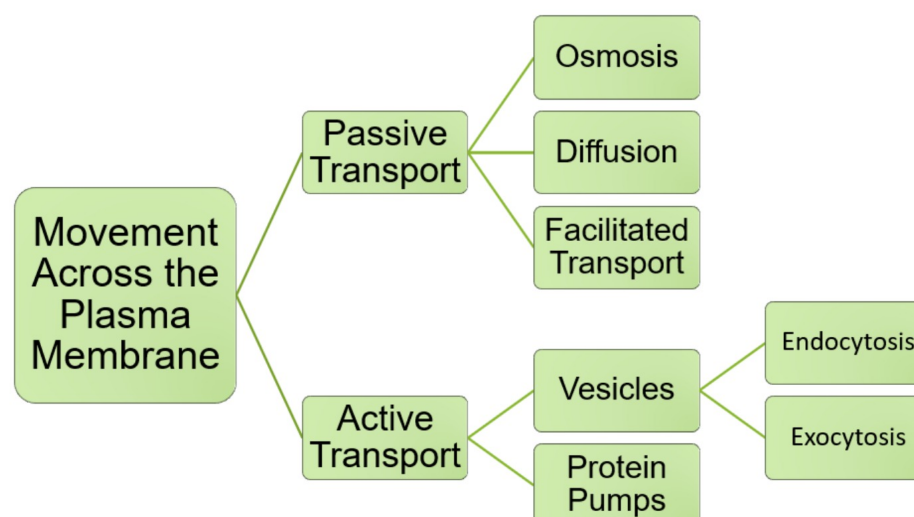 Movement
Across the
Plasma
Membrane
Passive
Transport
Osmosis
Diffusion
Facilitated
Transport
Active
Transport
Vesicles
Endocytosis
Exocytosis
Protein
Pumps